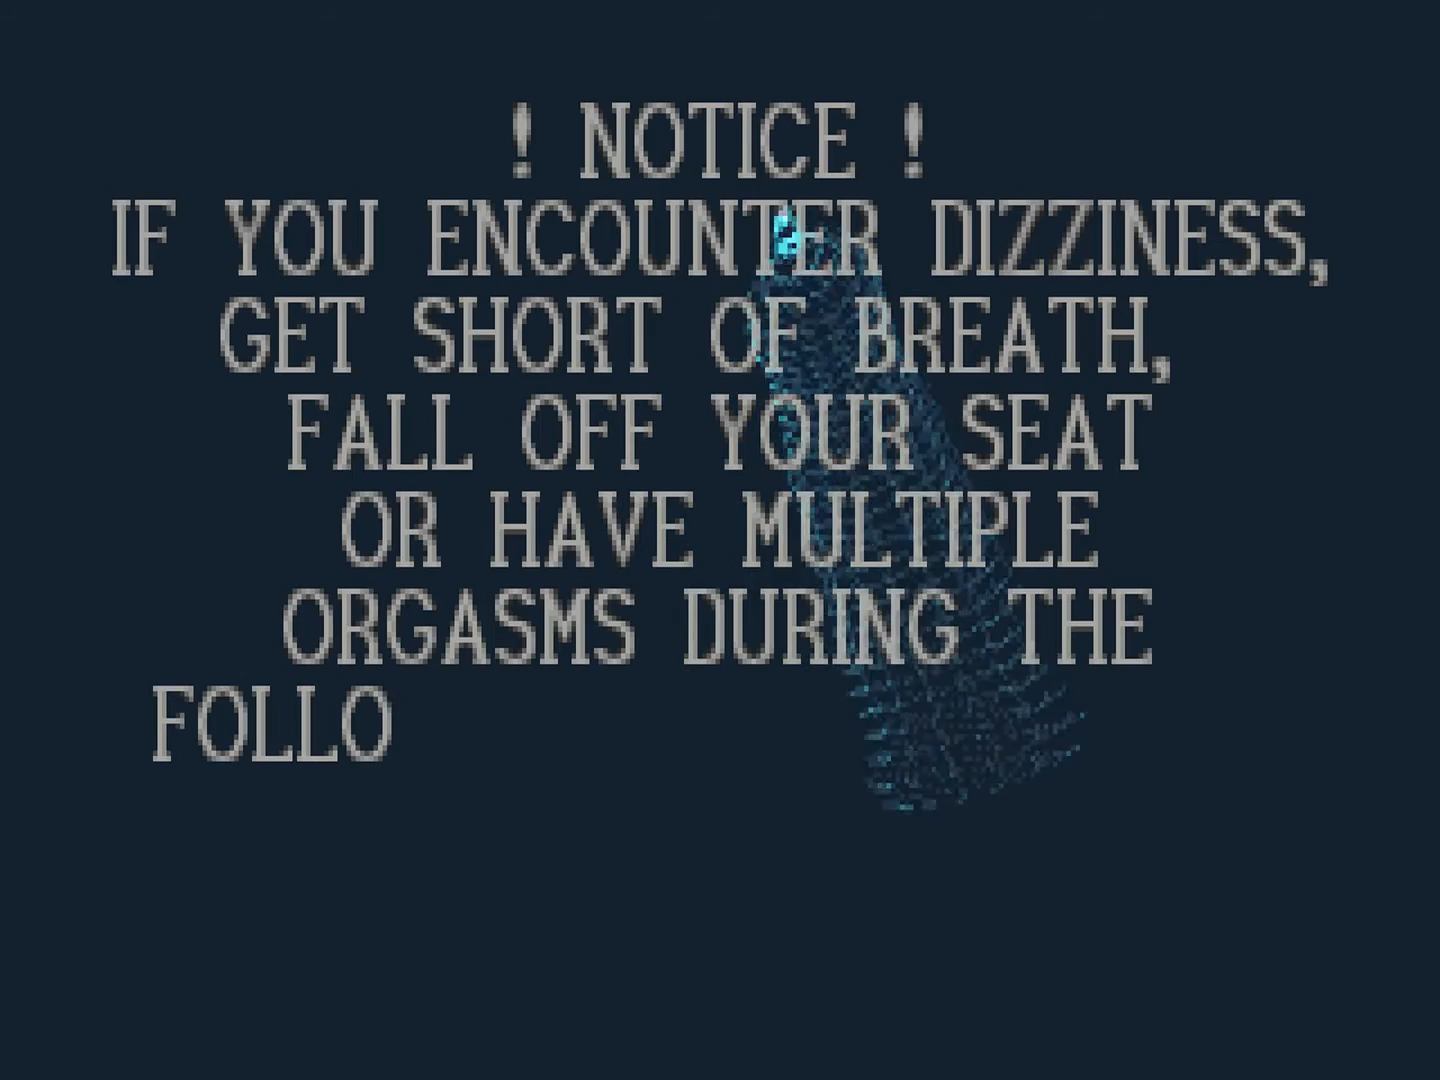 ! NOTICE !
IF YOU ENCOUNTER DIZZINESS,
GET SHORT OF BREATH,
FALL OFF YOUR SEAT
OR HAVE MULTIPLE
ORGASMS DURING THE
FOLLO